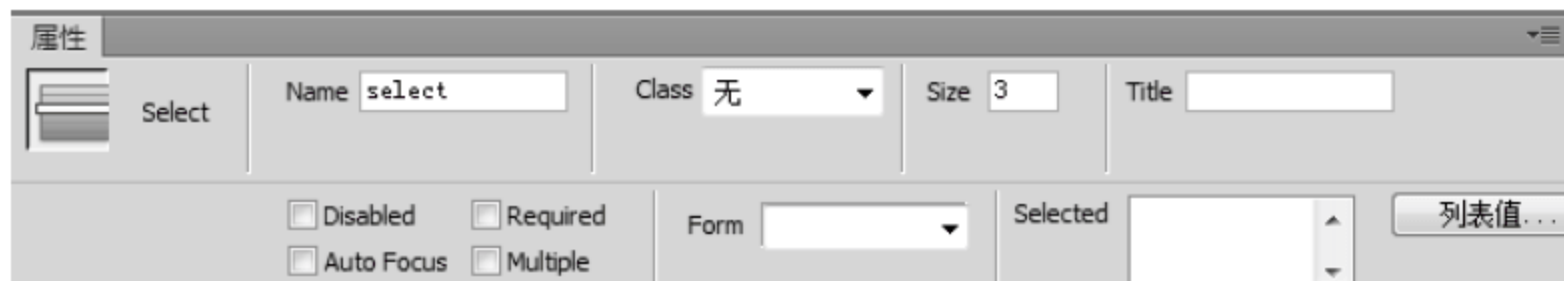 属性
Select Name select Class 无 Size 3 Title
Disabled Required Form Selected 列表值...
Auto Focus Multiple